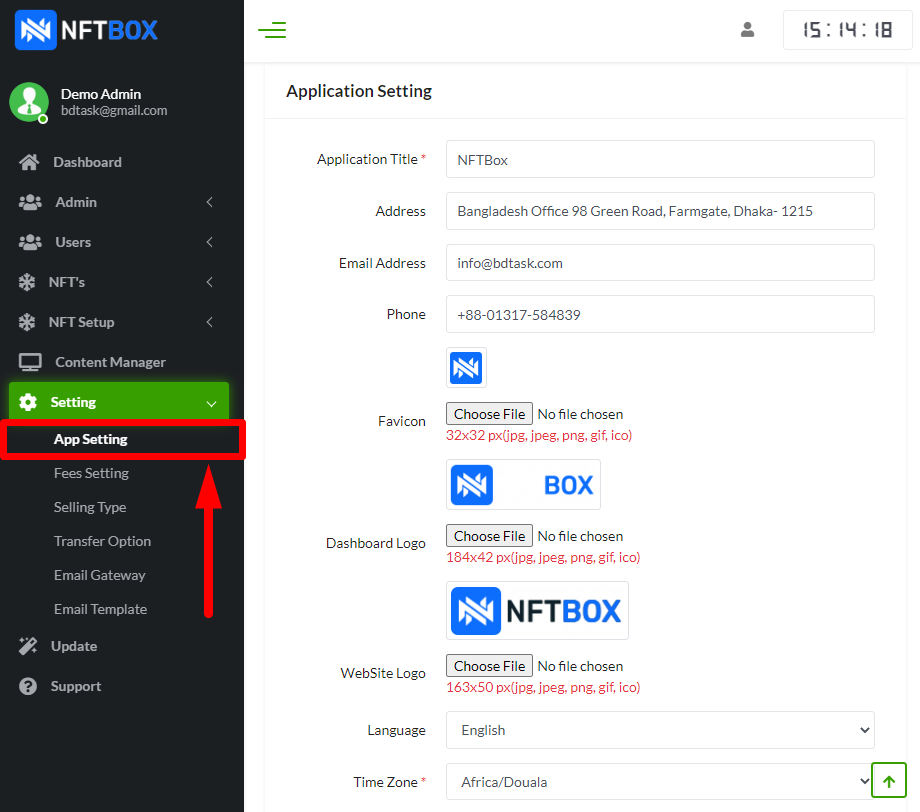 NFTBOX
15:14:18
Demo Admin
bdtask@gmail.com
Dashboard
Admin
Users
NFT's
NFT Setup
Content Manager
Setting
App Setting
Fees Setting
Selling Type
Transfer Option
Email Gateway
Email Template
Update
Support
Application Setting
Application Title * NFTBox
Address Bangladesh Office 98 Green Road, Farmgate, Dhaka- 1215
Email Address info@bdtask.com
Phone +88-01317-584839
Favicon Choose File No file chosen
32x32 px(jpg, jpeg, png, gif, ico)
BOX
Dashboard Logo Choose File No file chosen
184x42 px(jpg, jpeg, png, gif, ico)
NFTBOX
WebSite Logo Choose File No file chosen
163x50 px(jpg, jpeg, png, gif, ico)
Language English
Time Zone * Africa/Douala